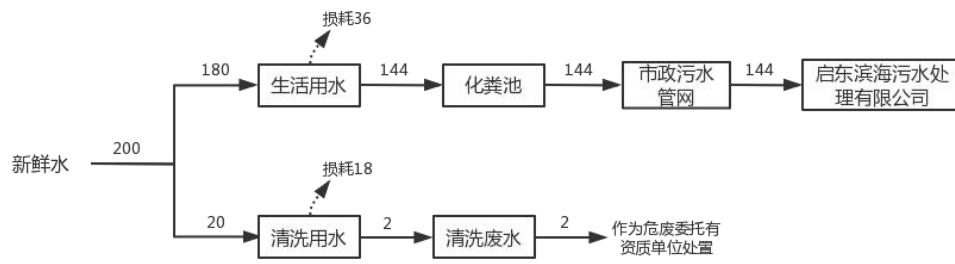 损耗36
180
生活用水
144
化粪池
144
市政污水
管网
144
启东滨海污水处
理有限公司
新鲜水
200
损耗18
20
清洗用水
2
清洗废水
2
作为危废委托有
资质单位处置